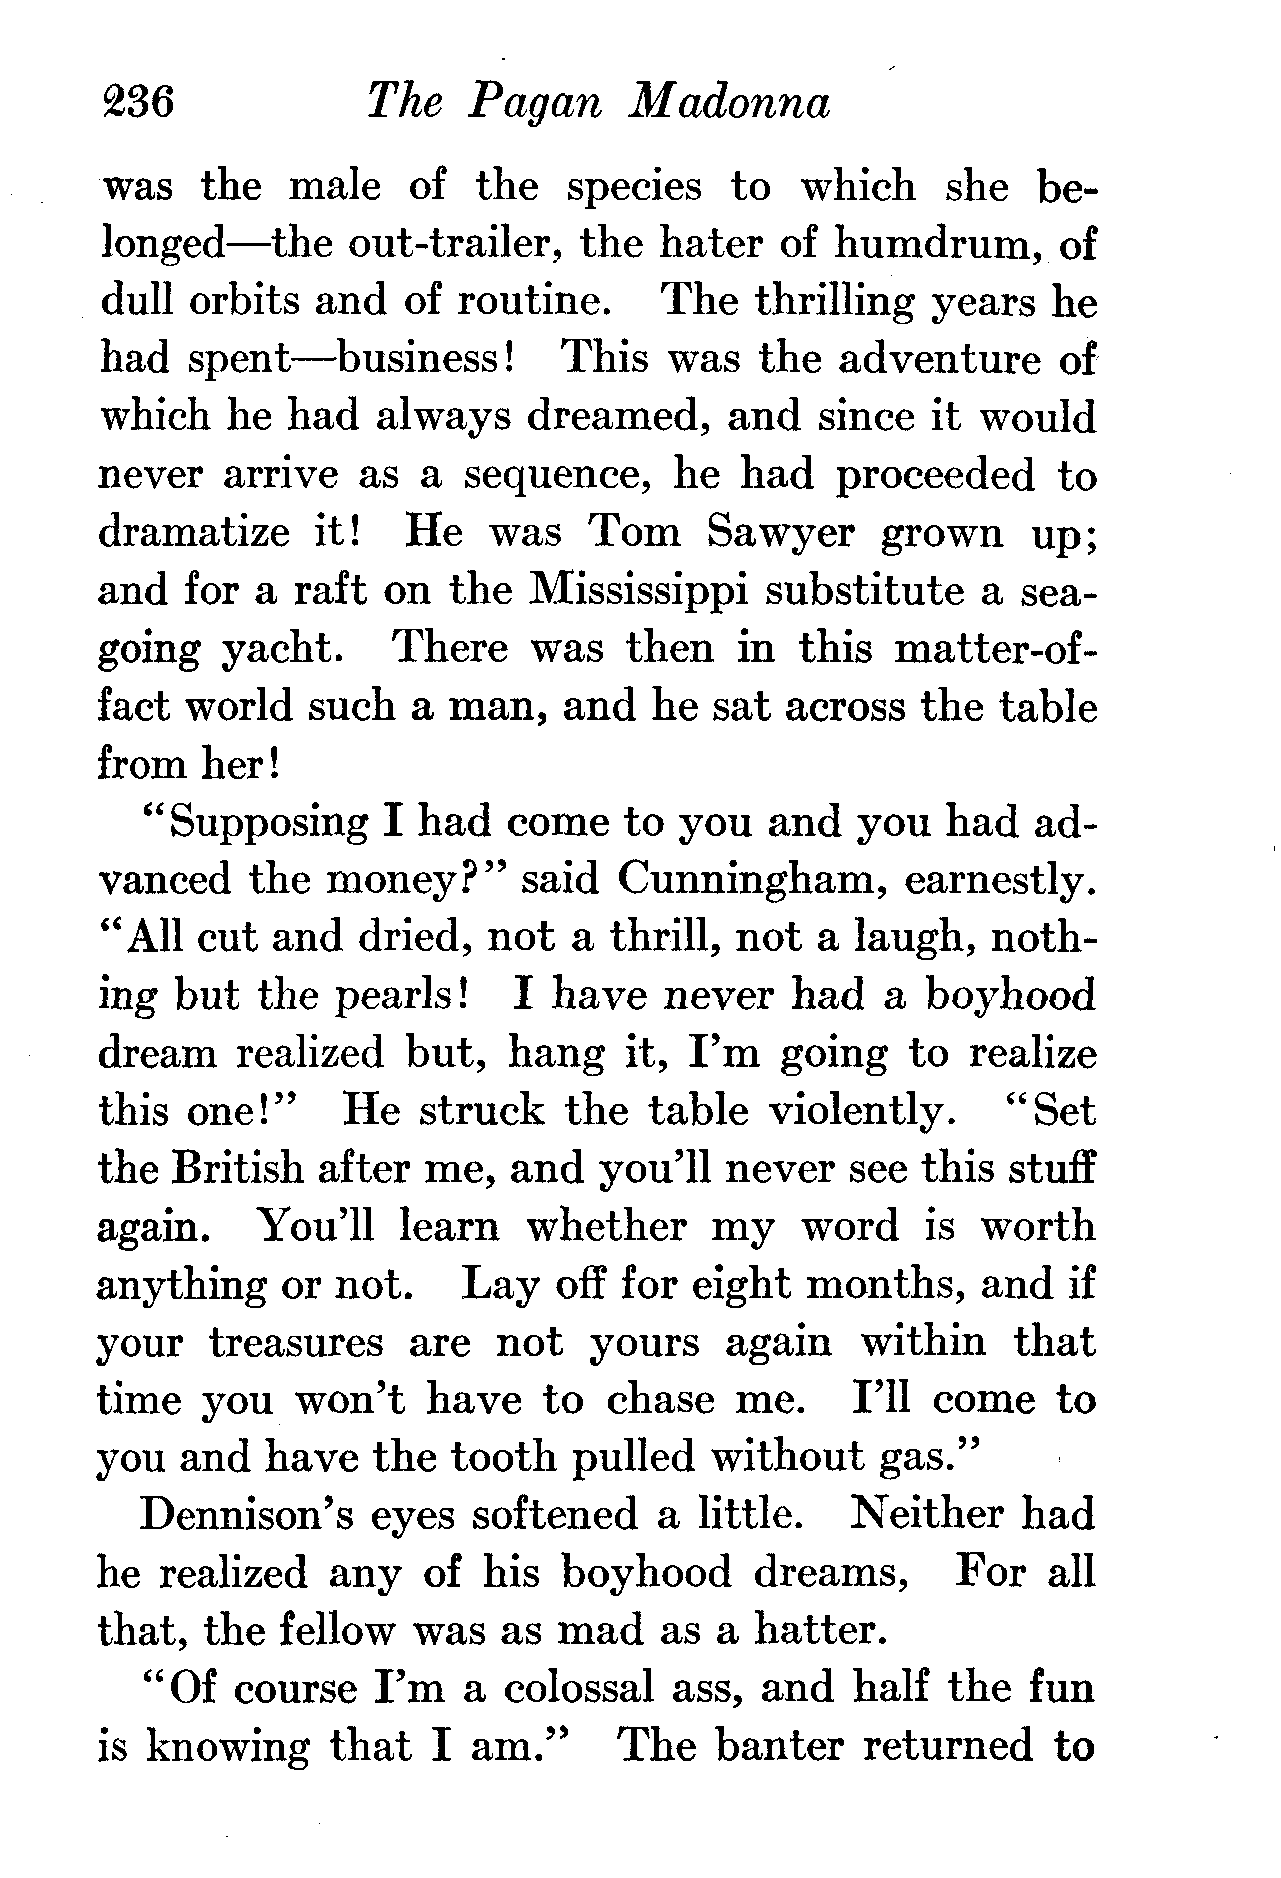 236 The Pagan Madonna
was the male of the species to which she be-
longed—the out-trailer, the hater of humdrum, of
dull orbits and of routine. The thrilling years he
had spent—business! This was the adventure of
which he had always dreamed, and since it would
never arrive as a sequence, he had proceeded to
dramatize it! He was Tom Sawyer grown up;
and for a raft on the Mississippi substitute a sea-
going yacht. There was then in this matter-of-
fact world such a man, and he sat across the table
from her!
"Supposing I had come to you and you had ad-
vanced the money?" said Cunningham, earnestly.
"All cut and dried, not a thrill, not a laugh, noth-
ing but the pearls! I have never had a boyhood
dream realized but, hang it, I'm going to realize
this one!" He struck the table violently. "Set
the British after me, and you'll never see this stuff
again. You'll learn whether my word is worth
anything or not. Lay off for eight months, and if
your treasures are not yours again within that
time you won't have to chase me. I'll come to
you and have the tooth pulled without gas."
Dennison's eyes softened a little. Neither had
he realized any of his boyhood dreams, For all
that, the fellow was as mad as a hatter.
"Of course I'm a colossal ass, and half the fun
is knowing that I am." The banter returned to